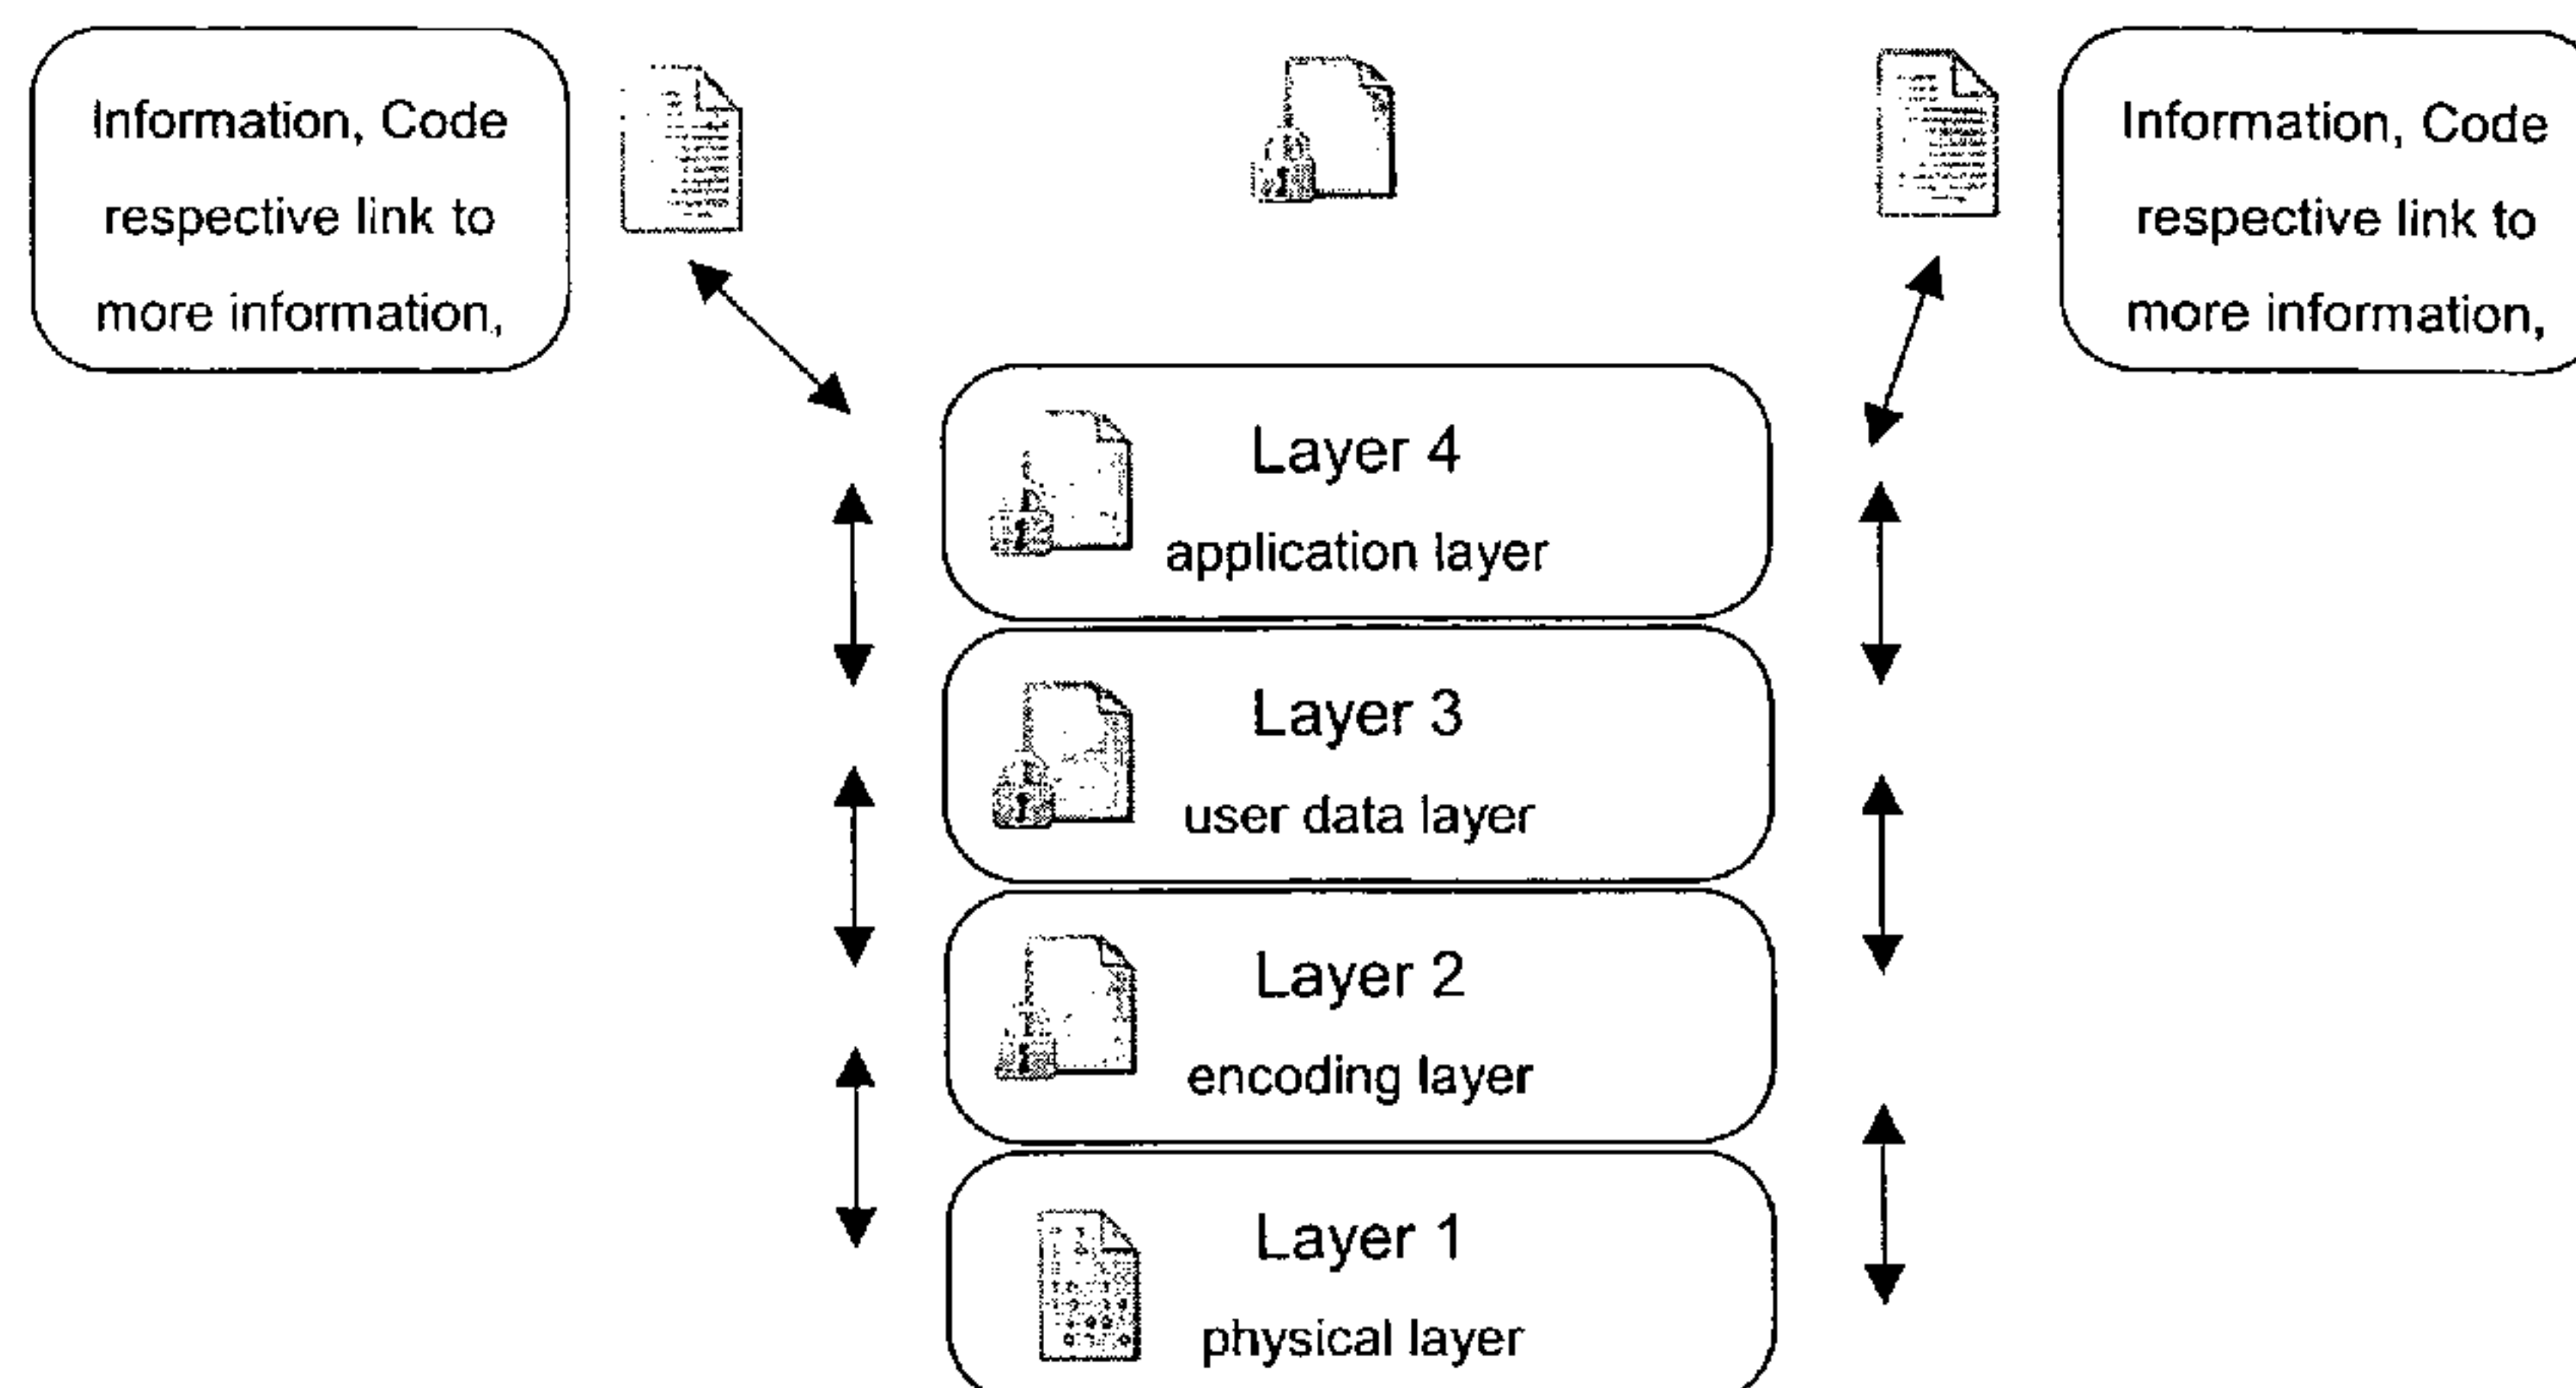 Information, Code
respective link to
more information,
Information, Code
respective link to
more information,
Layer 4
application layer
Layer 3
user data layer
Layer 2
encoding layer
Layer 1
physical layer